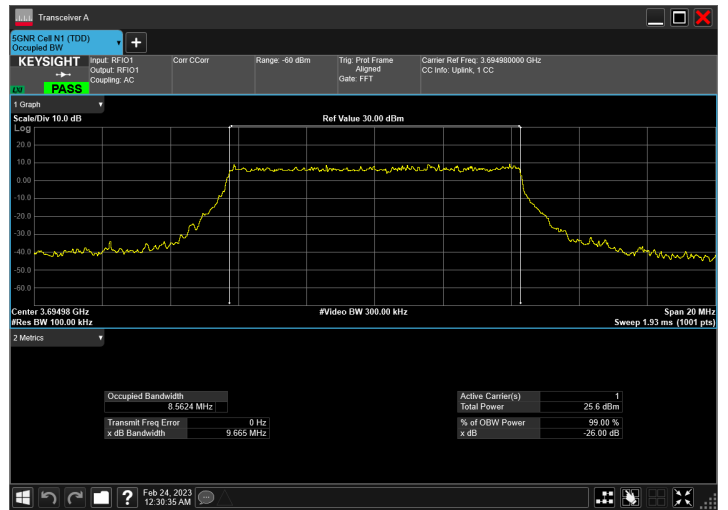 Transceiver A
5GNR Cell N1 (TDD)
Occupied BW
KEYSIGHT
PASS
Input: RFIO1
Output: RFIO1
Coupling: AC
Corr CCorr
Range: -60 dBm
Trig: Prot Frame
Aligned
Gate: FFT
Carrier Ref Freq: 3.694980000 GHz
CC Info: Uplink, 1 CC
1 Graph
Scale/Div 10.0 dB
Ref Value 30.00 dBm
Log
20.0
10.0
0.00
-10.0
-20.0
-30.0
-40.0
-50.0
-60.0
Center 3.69498 GHz
#Video BW 300.00 kHz
Span 20 MHz
#Res BW 100.00 kHz
Sweep 1.93 ms (1001 pts)
2 Metrics
Occupied Bandwidth
8.5624 MHz
Transmit Freq Error 0 Hz
x dB Bandwidth 9.665 MHz
Active Carrier(s) 1
Total Power 25.6 dBm
% of OBW Power 99.00 %
x dB -26.00 dB
?
Feb 24, 2023
12:30:35 AM